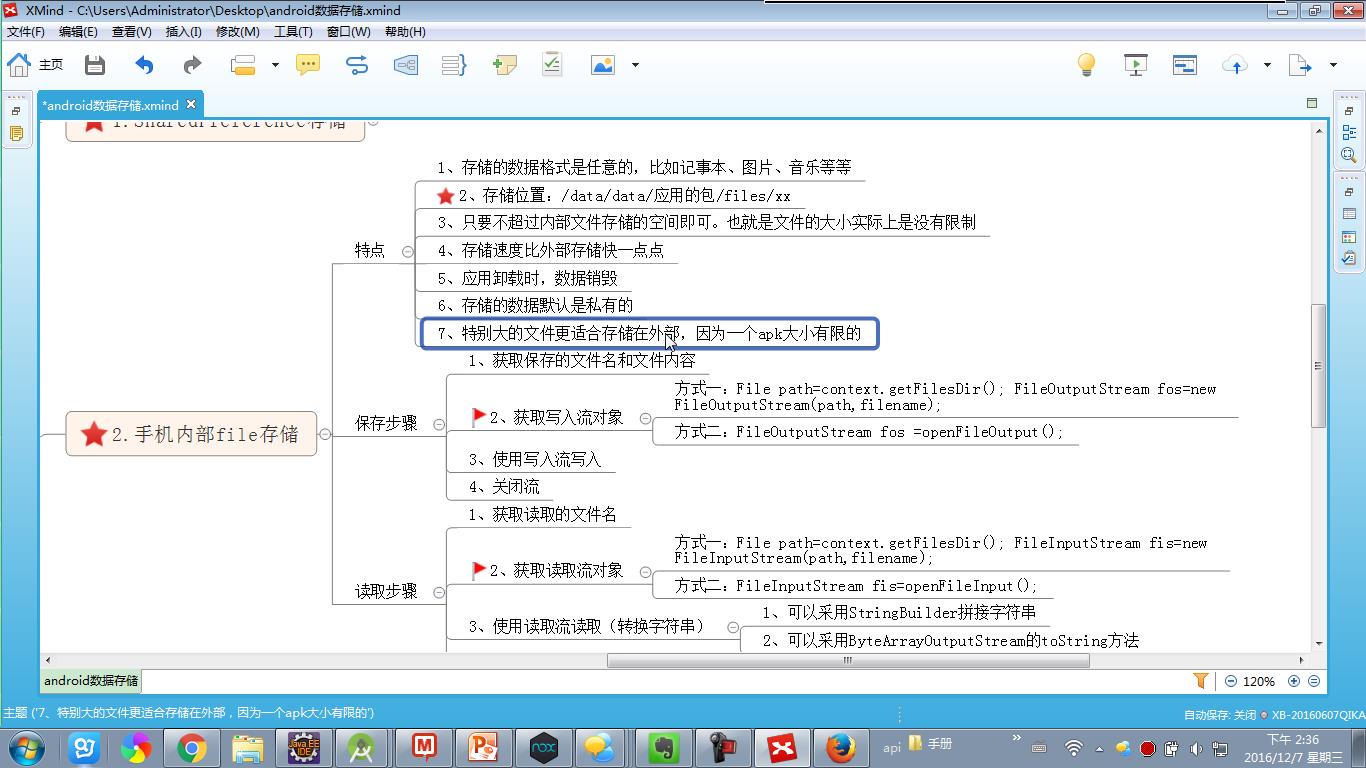 XMind - C:\Users\Administrator\Desktop\android数据存储.xmind
文件(F) 编辑(E) 查看(V) 插入(I) 修改(M) 工具(T) 窗口(W) 帮助(H)
主页
*android数据存储.xmind
1.SharedPreference存储
1、存储的数据格式是任意的，比如记事本、图片、音乐等等
2、存储位置：/data/data/应用的包/files/xx
3、只要不超过内部文件存储的空间即可。也就是文件的大小实际上是没有限制
特点
4、存储速度比外部存储快一点点
5、应用卸载时，数据销毁
6、存储的数据默认是私有的
7、特别大的文件更适合存储在外部，因为一个apk大小有限的
1、获取保存的文件名和文件内容
方式一：File path=context.getFilesDir(); FileOutputStream fos=new
FileOutputStream(path,filename);
保存步骤
2、获取写入流对象
方式二：FileOutputStream fos =openFileOutput();
2.手机内部file存储
3、使用写入流写入
4、关闭流
1、获取读取的文件名
方式一：File path=context.getFilesDir(); FileInputStream fis=new
FileInputStream(path,filename);
2、获取读取流对象
方式二：FileInputStream fis=openFileInput();
读取步骤
1、可以采用StringBuilder拼接字符串
3、使用读取流读取（转换字符串）
2、可以采用ByteArrayOutputStream的toString方法
android数据存储
120%
主题 ('7、特别大的文件更适合存储在外部，因为一个apk大小有限的')
自动保存: 关闭
XB-20160607QIKA
Java EE
IDE
nox
api
手册
下午 2:36
2016/12/7 星期三